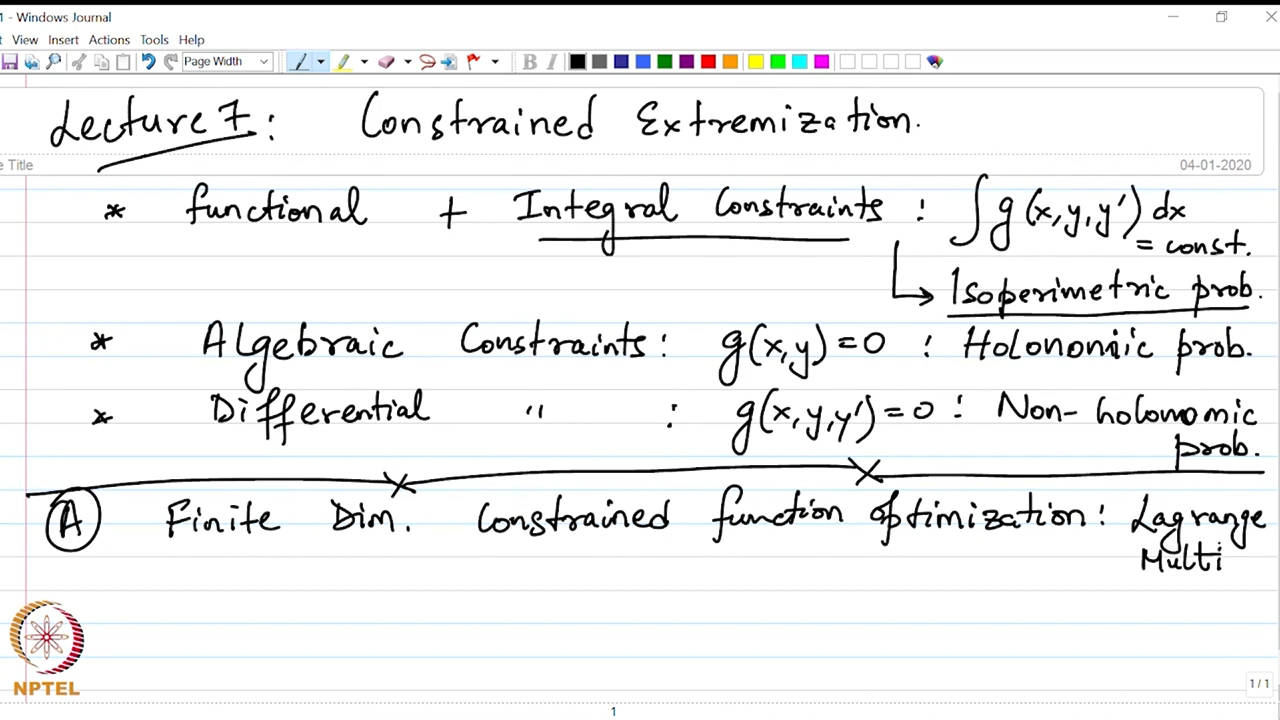 1 - Windows Journal
t View Insert Actions Tools Help
Page Width
B I
Lecture 7: Constrained Extremization.
e Title
04-01-2020
* functional + Integral Constraints : ∫ g(x, y, y') dx
= const.
↳ Isoperimetric prob.
* Algebraic Constraints: g(x,y) = 0 : Holonomic prob.
* Differential " : g(x, y, y') = 0 : Non-holonomic
prob.
A Finite Dim. Constrained function optimization: Lagrange
Multi
NPTEL
1 / 1
1